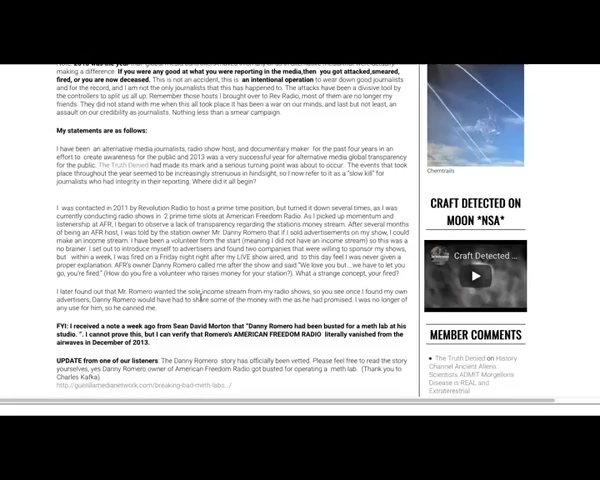 making a difference. If you were any good at what you were reporting in the media,then you got attacked,smeared,
fired, or you are now deceased. This is not an accident, this is an intentional operation to wear down good journalists
and for the record, and I am not the only journalists that this has happened to. The attacks have been a divisive tool by
the controllers to split us all up. Remember those hosts I brought over to Rev Radio, most of them are no longer my
friends. They did not stand with me when this all took place.It has been a war on our minds, and last but not least, an
assault on our credibility as journalists. Nothing less than a smear campaign.
My statements are as follows:
I have been an alternative media journalists, radio show host, and documentary maker for the past four years in an
effort to create awareness for the public and 2013 was a very successful year for alternative media global transparency
for the public. The Truth Denied had made its mark and a serious turning point was about to occur. The events that took
place throughout the year seemed to be increasingly strenuous in hindsight, so I now refer to it as a "slow kill" for
journalists who had integrity in their reporting. Where did it all begin?
I was contacted in 2011 by Revolution Radio to host a prime time position, but turned it down several times, as I was
currently conducting radio shows in 2 prime time slots at American Freedom Radio. As I picked up momentum and
listenership at AFR, I began to observe a lack of transparency regarding the stations money stream. After several months
of being an AFR host, I was told by the station owner Mr. Danny Romero that if I sold advertisements on my show, I could
make an income stream. I have been a volunteer from the start (meaning I did not have an income stream) so this was a
no brainer! I set out to introduce myself to advertisers and found two companies that were willing to sponsor my shows,
but within a week, I was fired on a Friday night right after my LIVE show aired, and to this day feel I was never given a
proper explanation. AFR's owner Danny Romero called me after the show and said "We love you but...we have to let you
go, you're fired." (How do you fire a volunteer who raises money for your station?). What a strange concept, your fired?
I later found out that Mr. Romero wanted the sole income stream from my radio shows, so you see once I found my own
advertisers, Danny Romero would have had to share some of the money with me as he had promised. I was no longer of
any use for him, so he canned me.
FYI: I received a note a week ago from Sean David Morton that "Danny Romero had been busted for a meth lab at his
studio. ". I cannot prove this, but I can verify that Romero's AMERICAN FREEDOM RADIO literally vanished from the
airwaves in December of 2013.
UPDATE from one of our listeners: The Danny Romero story has officially been vetted. Please feel free to read the story
yourselves, yes Danny Romero owner of American Freedom Radio got busted for operating a meth lab. (Thank you to
Charles Kafka)
http://guerillamedianetwork.com/breaking-bad-meth-labs.../
Chemtrails
CRAFT DETECTED ON
MOON *NSA*
Craft Detected ...
MEMBER COMMENTS
The Truth Denied on History
Channel Ancient Aliens :
Scientists ADMIT Morgellons
Disease is REAL and
Extraterrestrial